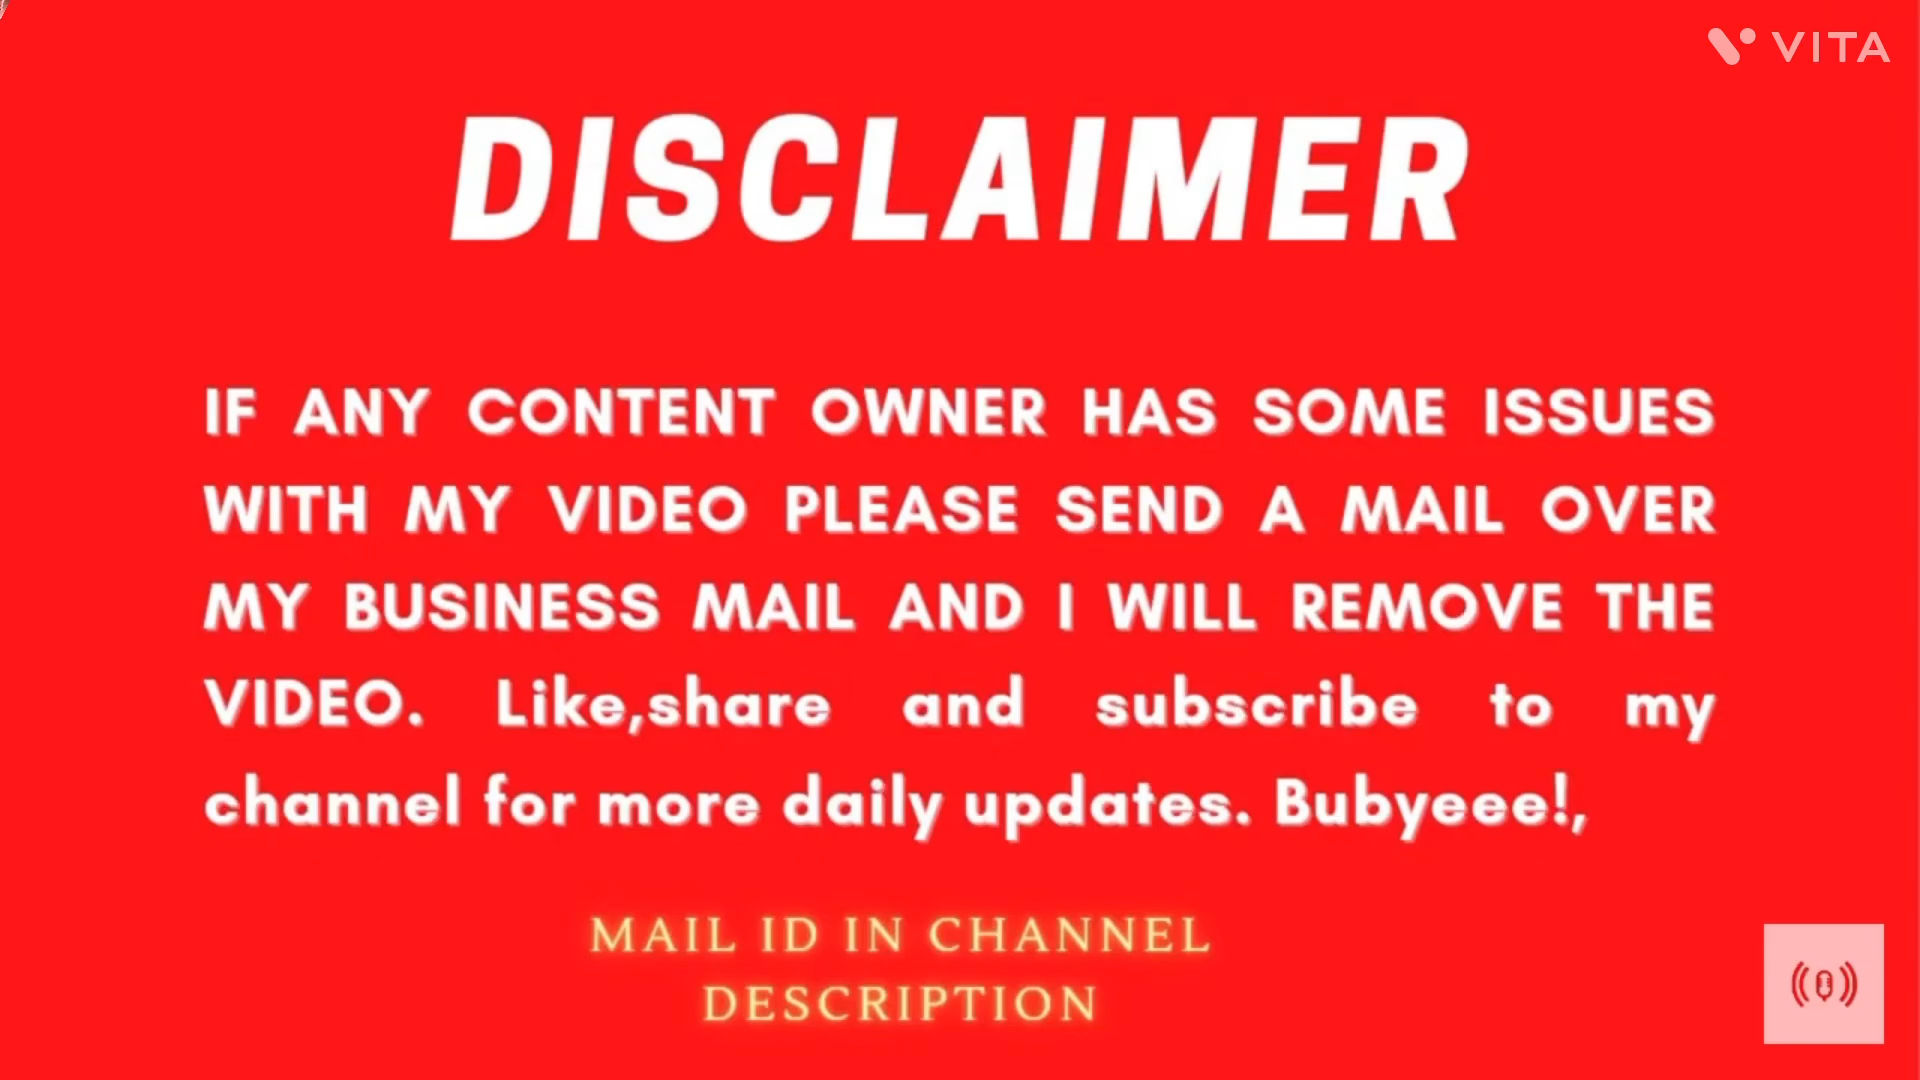 VITA
DISCLAIMER
IF ANY CONTENT OWNER HAS SOME ISSUES
WITH MY VIDEO PLEASE SEND A MAIL OVER
MY BUSINESS MAIL AND I WILL REMOVE THE
VIDEO. Like,share and subscribe to my
channel for more daily updates. Bubyeee!,
MAIL ID IN CHANNEL
DESCRIPTION